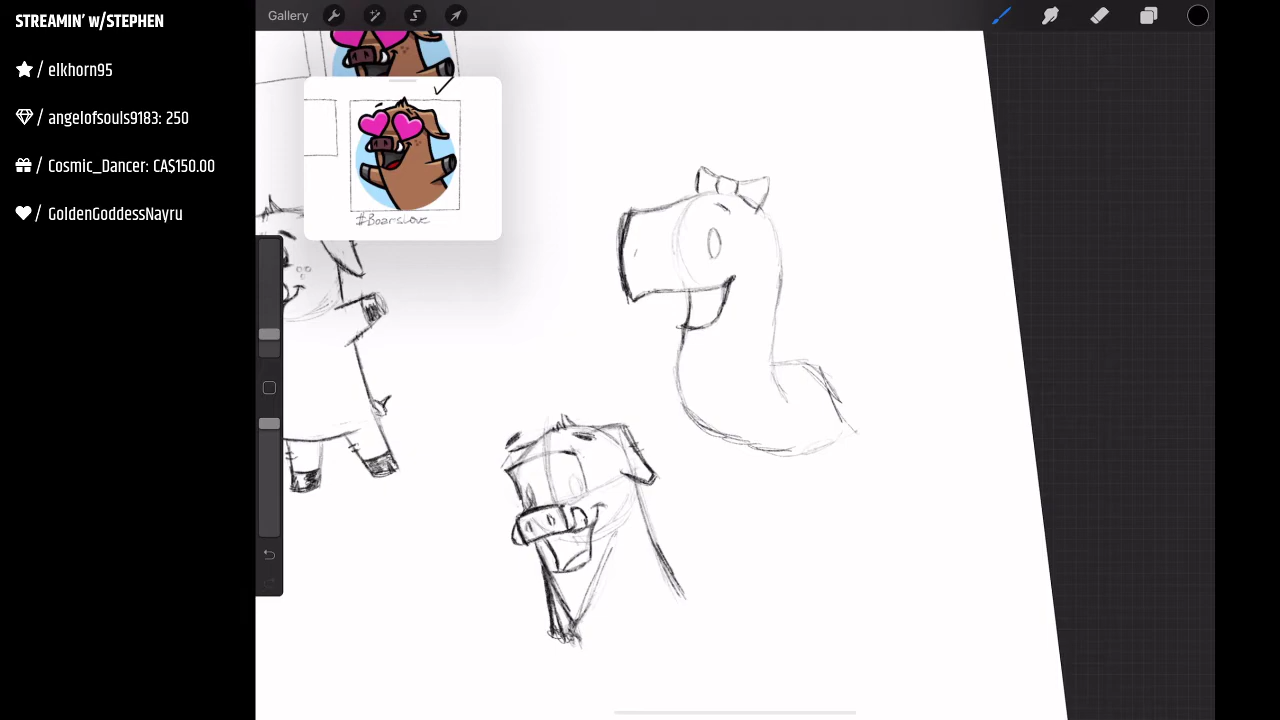 STREAMIN' w/STEPHEN
/ elkhorn95
/ angelofsouls9183: 250
/ Cosmic_Dancer: CA$150.00
/ GoldenGoddessNayru
Gallery
#BoarsLove